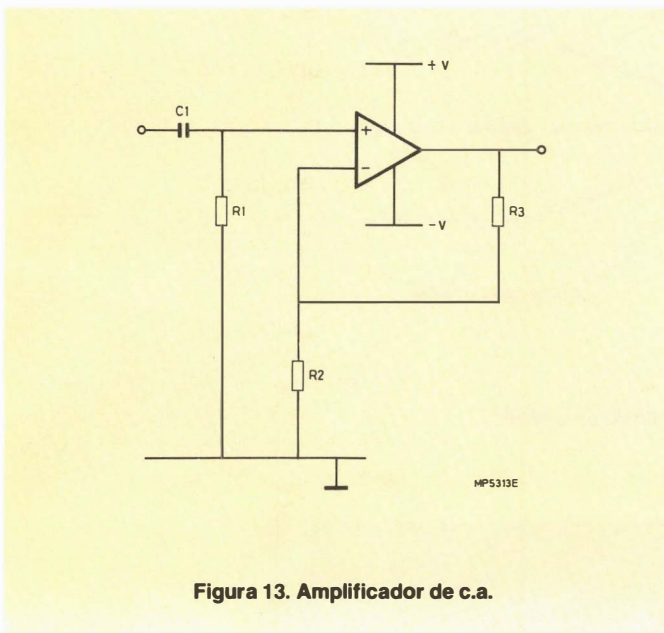 + V
C1
+
−
R1
R3
− V
R2
MP5313E
Figura 13. Amplificador de c.a.